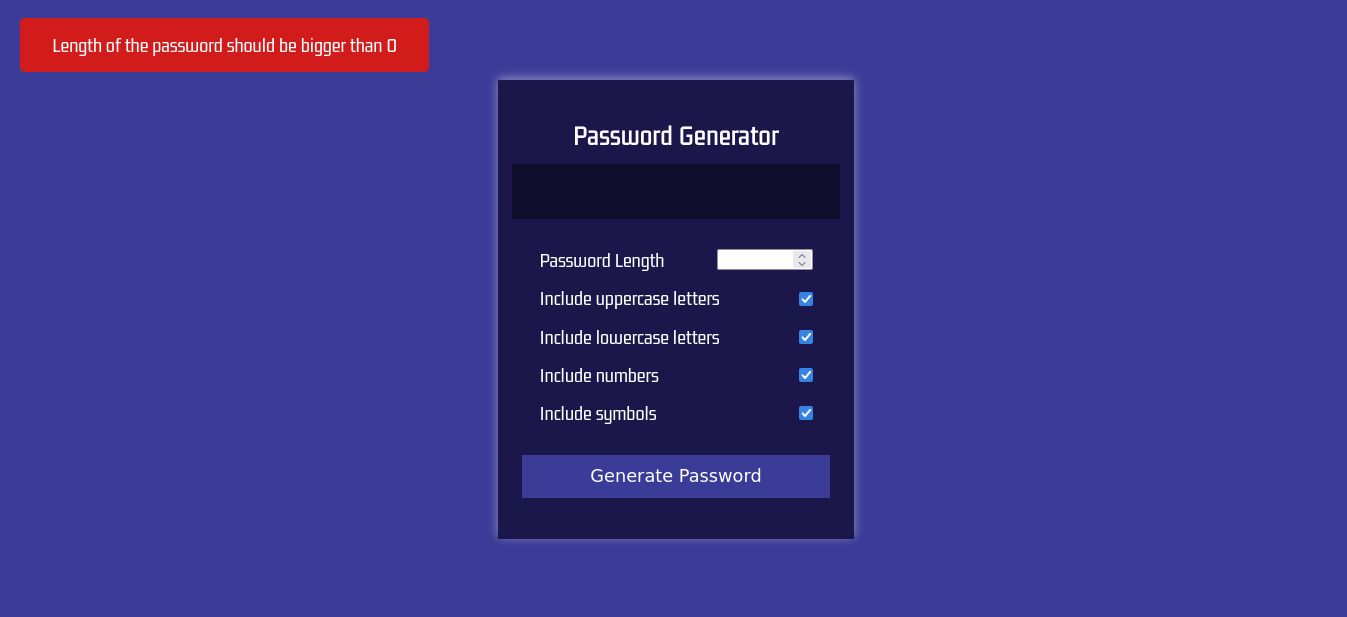 Length of the password should be bigger than 0
Password Generator
Password Length
Include uppercase letters
Include lowercase letters
Include numbers
Include symbols
Generate Password